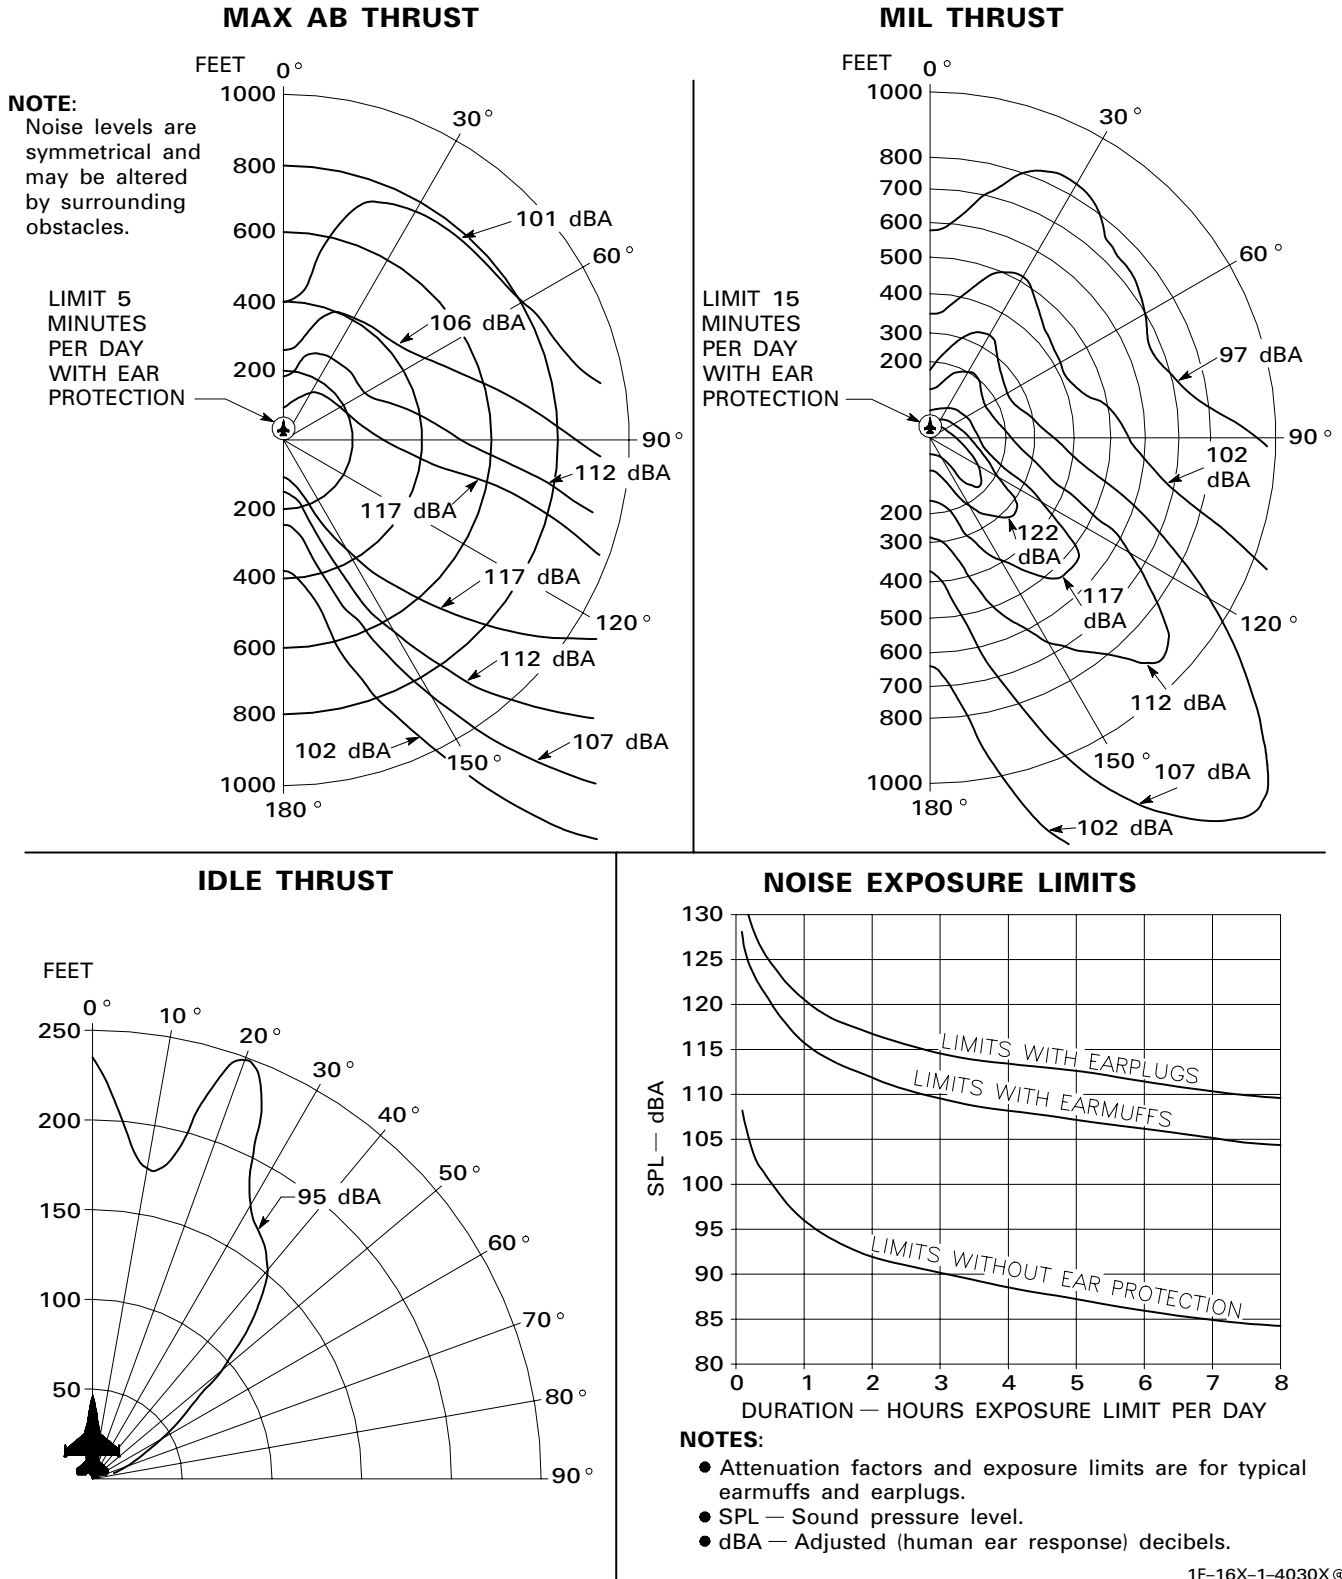 MAX AB THRUST
FEET
0°
1000
800
600
400
200
200
400
600
800
1000
30°
60°
90°
120°
150°
180°
NOTE:
Noise levels are
symmetrical and
may be altered
by surrounding
obstacles.
LIMIT 5
MINUTES
PER DAY
WITH EAR
PROTECTION
101 dBA
106 dBA
112 dBA
117 dBA
117 dBA
112 dBA
107 dBA
102 dBA
MIL THRUST
FEET
0°
1000
800
700
600
500
400
300
200
200
300
400
500
600
700
800
1000
30°
60°
90°
120°
150°
180°
LIMIT 15
MINUTES
PER DAY
WITH EAR
PROTECTION
97 dBA
102
dBA
122
dBA
117
dBA
112 dBA
107 dBA
102 dBA
IDLE THRUST
FEET
250
200
150
100
50
0°
10°
20°
30°
40°
50°
60°
70°
80°
90°
95 dBA
NOISE EXPOSURE LIMITS
SPL — dBA
130
125
120
115
110
105
100
95
90
85
80
LIMITS WITH EARPLUGS
LIMITS WITH EARMUFFS
LIMITS WITHOUT EAR PROTECTION
0 1 2 3 4 5 6 7 8
DURATION — HOURS EXPOSURE LIMIT PER DAY
NOTES:
● Attenuation factors and exposure limits are for typical
earmuffs and earplugs.
● SPL — Sound pressure level.
● dBA — Adjusted (human ear response) decibels.
1F-16X-1-4030X